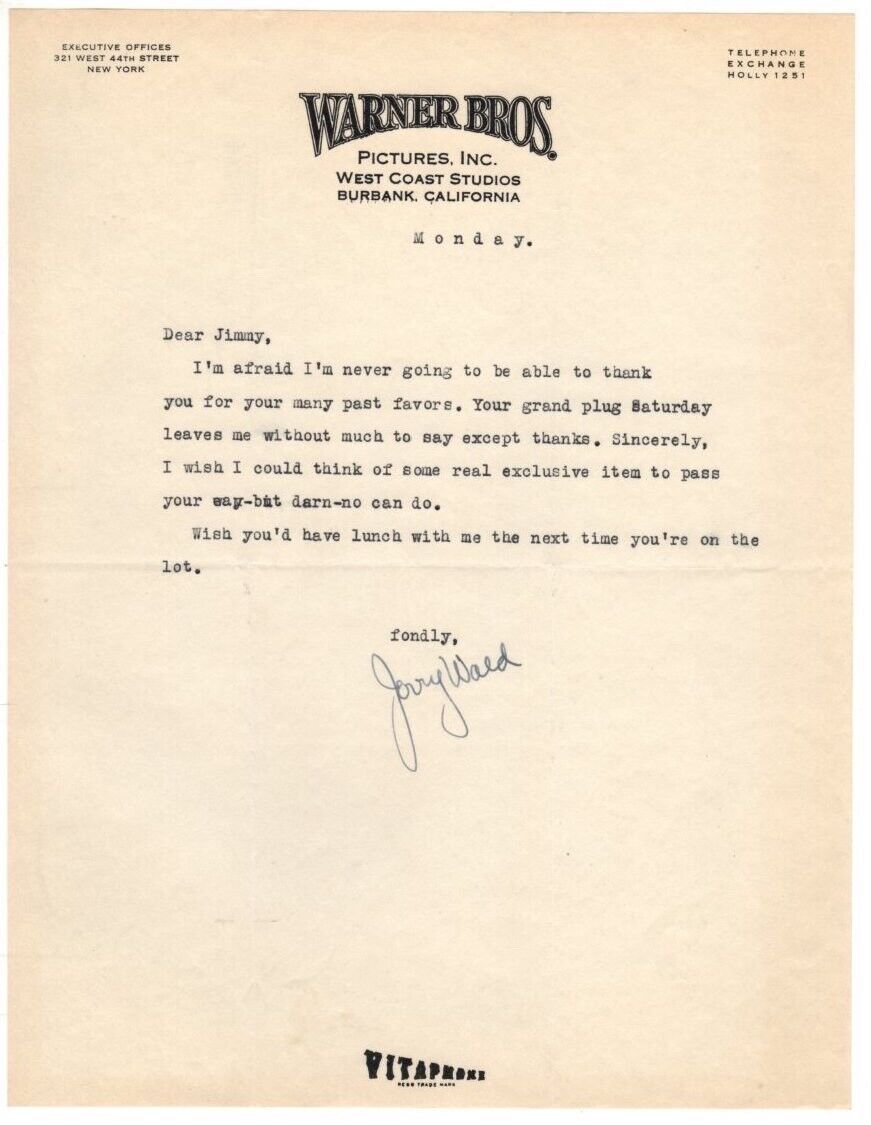 EXECUTIVE OFFICES
321 WEST 44TH STREET
NEW YORK
TELEPHONE
EXCHANGE
HOLLY 1251
WARNER BROS.
PICTURES, INC.
WEST COAST STUDIOS
BURBANK, CALIFORNIA
Monday.
Dear Jimmy,
I'm afraid I'm never going to be able to thank
you for your many past favors. Your grand plug Saturday
leaves me without much to say except thanks. Sincerely,
I wish I could think of some real exclusive item to pass
your way-but darn-no can do.
Wish you'd have lunch with me the next time you're on the
lot.
fondly,
Jerry Wald
VITAPHONE
REG'D TRADE MARK